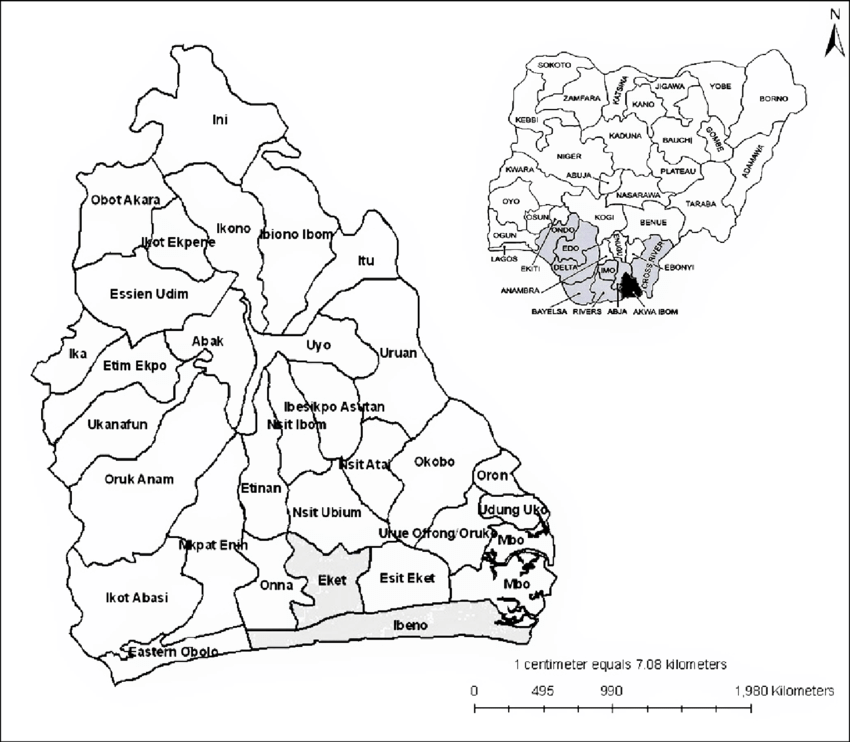 N
SOKOTO
KATSINA
JIGAWA
YOBE
BORNO
ZAMFARA
KANO
KEBBI
KADUNA
BAUCHI
GOMBE
ADAMAWA
NIGER
KWARA
ABUJA
PLATEAU
NASARAWA
TARABA
OYO
OSUN
KOGI
BENUE
OGUN
ONDO
EDO
ENUGU
CROSS RIVER
LAGOS
EKITI
DELTA
IMO
EBONYI
ANAMBRA
BAYELSA
RIVERS
ABJA
AKWA IBOM
Ini
Obot Akara
Ikot Ekpene
Ikono
Ibiono Ibom
Itu
Essien Udim
Ika
Abak
Uyo
Uruan
Etim Ekpo
Ibesikpo Asutan
Ukanafun
Nsit Ibom
Oruk Anam
Nsit Atai
Okobo
Oron
Etinan
Nsit Ubium
Udung Uko
Urue Offong/Oruko
Mbo
Mkpat Enin
Onna
Eket
Esit Eket
Mbo
Ikot Abasi
Ibeno
Eastern Obolo
1 centimeter equals 7.08 kilometers
0 495 990 1,980 Kilometers